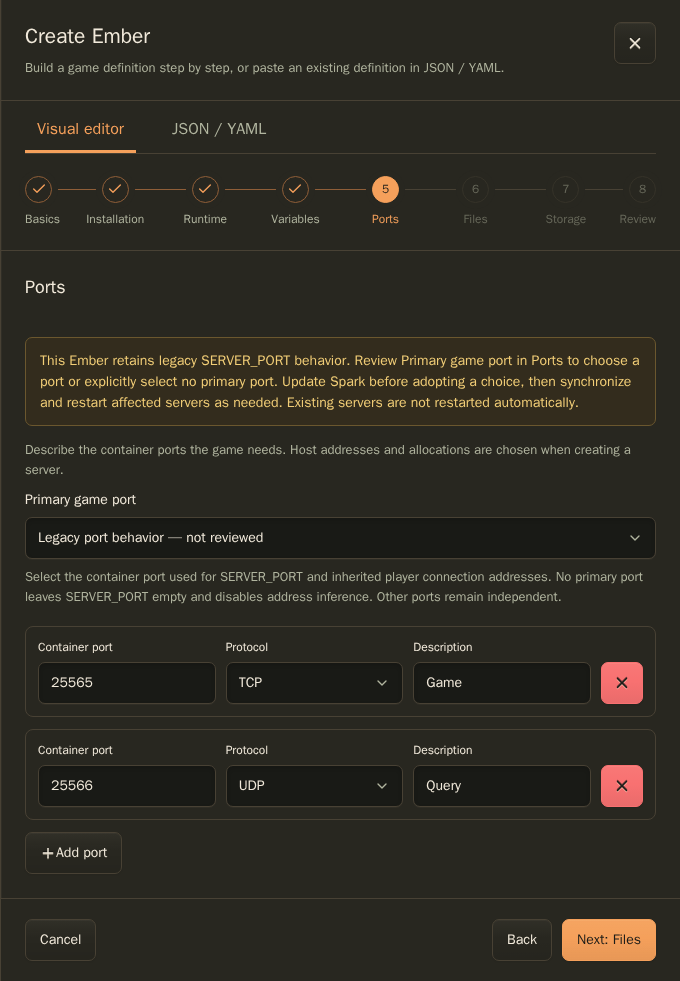 Create Ember
Build a game definition step by step, or paste an existing definition in JSON / YAML.
Visual editor
JSON / YAML
5
6
7
8
Basics
Installation
Runtime
Variables
Ports
Files
Storage
Review
Ports
This Ember retains legacy SERVER_PORT behavior. Review Primary game port in Ports to choose a
port or explicitly select no primary port. Update Spark before adopting a choice, then synchronize
and restart affected servers as needed. Existing servers are not restarted automatically.
Describe the container ports the game needs. Host addresses and allocations are chosen when creating a
server.
Primary game port
Legacy port behavior — not reviewed
Select the container port used for SERVER_PORT and inherited player connection addresses. No primary port
leaves SERVER_PORT empty and disables address inference. Other ports remain independent.
Container port
Protocol
Description
25565
TCP
Game
Container port
Protocol
Description
25566
UDP
Query
+Add port
Cancel
Back
Next: Files